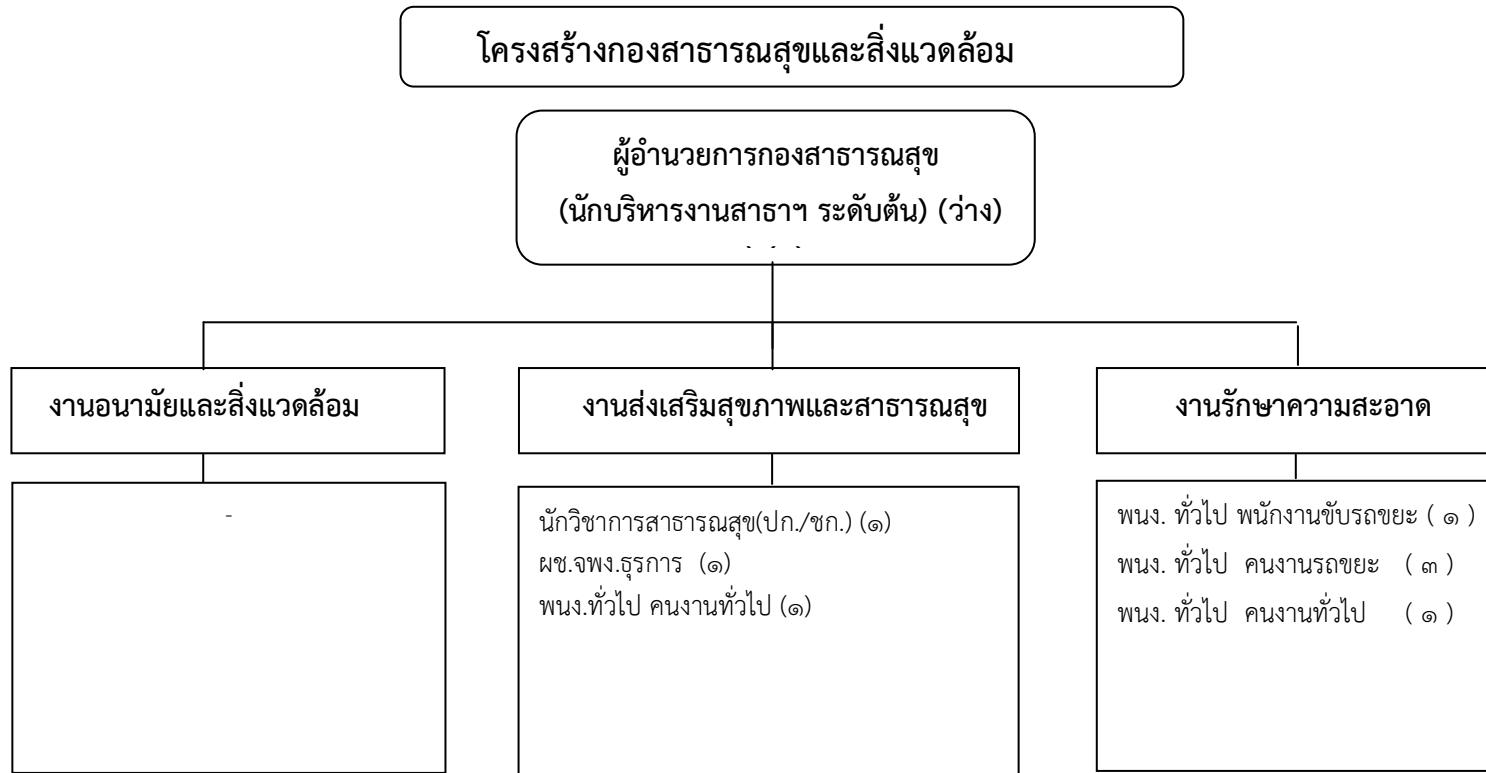 โครงสร้างกองสาธารณสุขและสิ่งแวดล้อม
ผู้อำนวยการกองสาธารณสุข
(นักบริหารงานสาธาฯ ระดับต้น) (ว่าง)
งานอนามัยและสิ่งแวดล้อม
-
งานส่งเสริมสุขภาพและสาธารณสุข
นักวิชาการสาธารณสุข(ปก./ชก.) (๑)
ผช.จพง.ธุรการ (๑)
พนง.ทั่วไป คนงานทั่วไป (๑)
งานรักษาความสะอาด
พนง. ทั่วไป พนักงานขับรถขยะ ( ๑ )
พนง. ทั่วไป คนงานรถขยะ ( ๓ )
พนง. ทั่วไป คนงานทั่วไป ( ๑ )